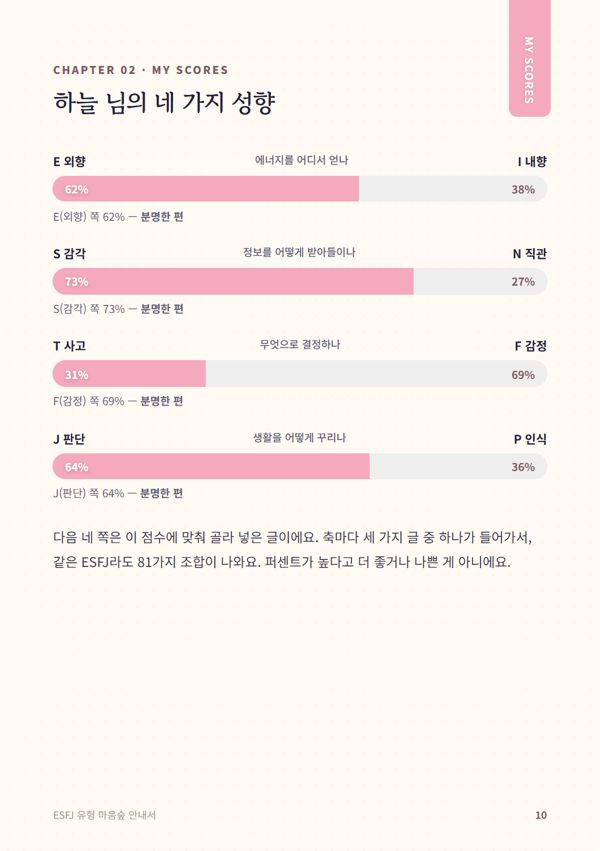 MY SCORES
CHAPTER 02 · MY SCORES
하늘 님의 네 가지 성향
E 외향 에너지를 어디서 얻나 I 내향
62% 38%
E(외향) 쪽 62% — 분명한 편
S 감각 정보를 어떻게 받아들이나 N 직관
73% 27%
S(감각) 쪽 73% — 분명한 편
T 사고 무엇으로 결정하나 F 감정
31% 69%
F(감정) 쪽 69% — 분명한 편
J 판단 생활을 어떻게 꾸리나 P 인식
64% 36%
J(판단) 쪽 64% — 분명한 편
다음 네 쪽은 이 점수에 맞춰 골라 넣은 글이에요. 축마다 세 가지 글 중 하나가 들어가서,
같은 ESFJ라도 81가지 조합이 나와요. 퍼센트가 높다고 더 좋거나 나쁜 게 아니에요.
ESFJ 유형 마음숲 안내서 10